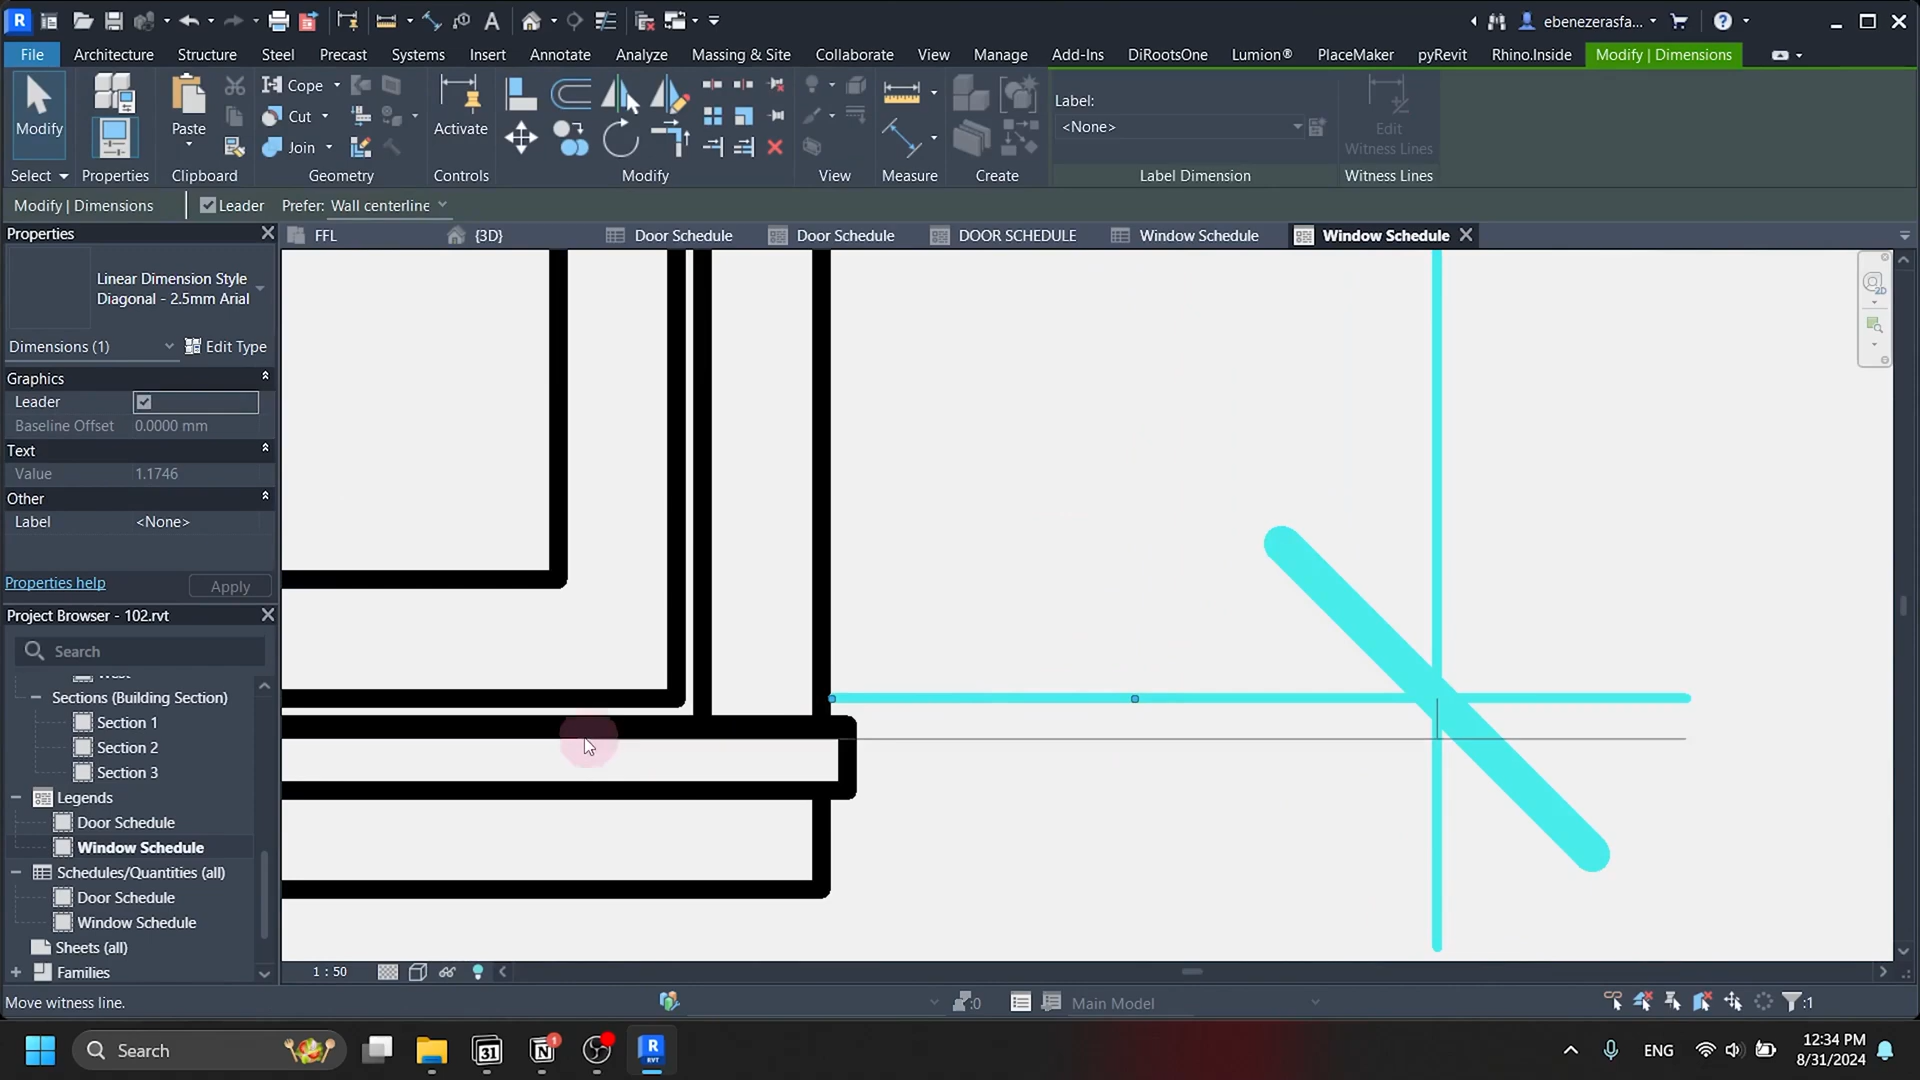 R
A
ebenezerasfa...
File
Architecture
Structure
Steel
Precast
Systems
Insert
Annotate
Analyze
Massing & Site
Collaborate
View
Manage
Add-Ins
DiRootsOne
Lumion®
PlaceMaker
pyRevit
Rhino.Inside
Modify | Dimensions
Modify
Paste
Cope
Cut
Join
Activate
Label:
<None>
Edit
Witness Lines
Select
Properties
Clipboard
Geometry
Controls
Modify
View
Measure
Create
Label Dimension
Witness Lines
Modify | Dimensions
Leader
Prefer: Wall centerline
Properties
FFL
{3D}
Door Schedule
Door Schedule
DOOR SCHEDULE
Window Schedule
Window Schedule
Linear Dimension Style
Diagonal - 2.5mm Arial
2D
Dimensions (1)
Edit Type
Graphics
Leader
Baseline Offset 0.0000 mm
Text
Value 1.1746
Other
Label <None>
Properties help
Apply
Project Browser - 102.rvt
Search
West
Sections (Building Section)
Section 1
Section 2
Section 3
Legends
Door Schedule
Window Schedule
Schedules/Quantities (all)
Door Schedule
Window Schedule
Sheets (all)
Families
1 : 50
Move witness line.
:0
Main Model
:1
Search
31
N
1
R
RVT
ENG
12:34 PM
8/31/2024